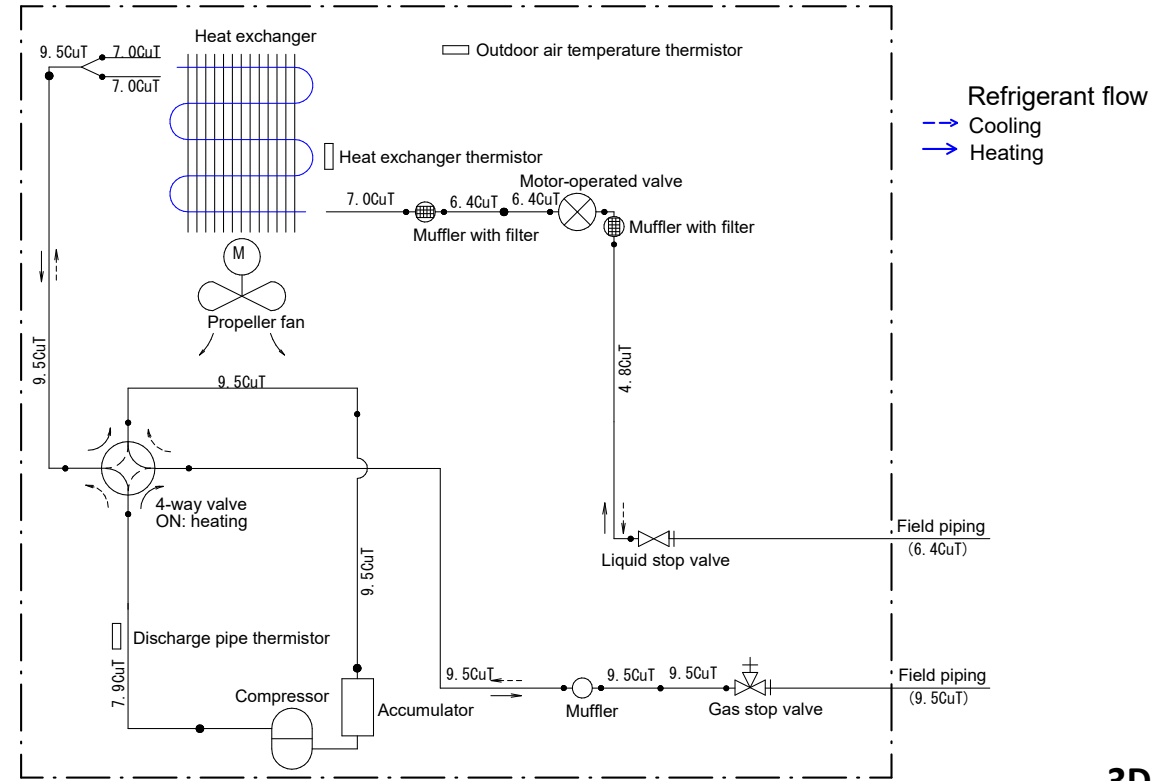 Heat exchanger
9.5CuT
7.0CuT
7.0CuT
Outdoor air temperature thermistor
Refrigerant flow
Cooling
Heating
Heat exchanger thermistor
Motor-operated valve
7.0CuT
6.4CuT
6.4CuT
Muffler with filter
Muffler with filter
M
Propeller fan
9.5CuT
4.8CuT
9.5CuT
4-way valve
ON: heating
Field piping
(6.4CuT)
Liquid stop valve
9.5CuT
Discharge pipe thermistor
7.9CuT
Compressor
Accumulator
9.5CuT
Muffler
9.5CuT
9.5CuT
Gas stop valve
Field piping
(9.5CuT)
3D